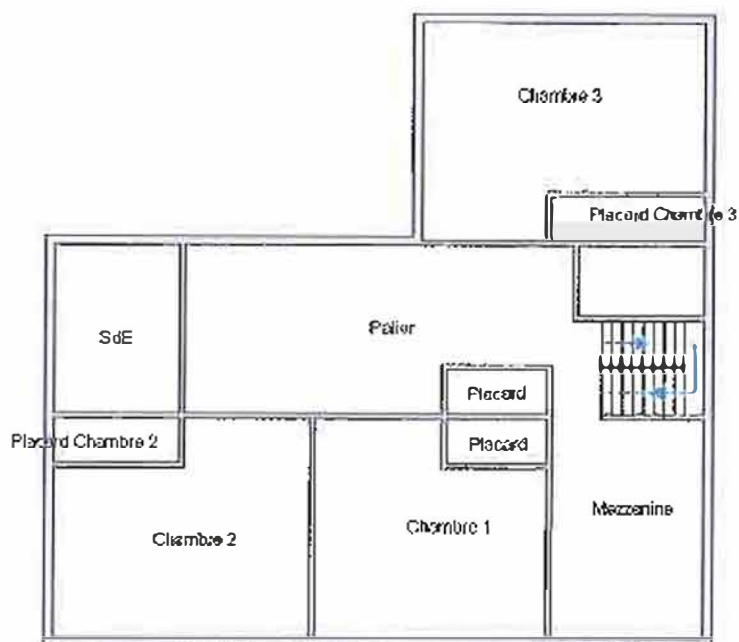 Chambre 3
Placard Chambre 3
Palier
SdE
Placard
Placard Chambre 2
Placard
Mezzanine
Chambre 1
Chambre 2